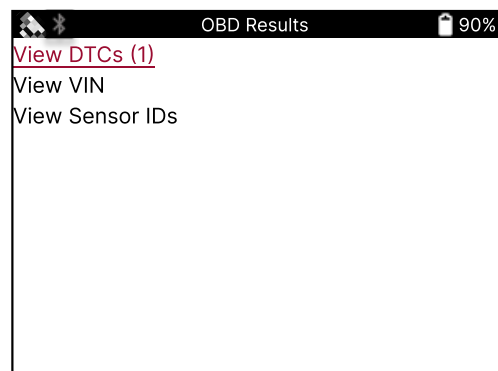 OBD Results 90%
View DTCs (1)
View VIN
View Sensor IDs